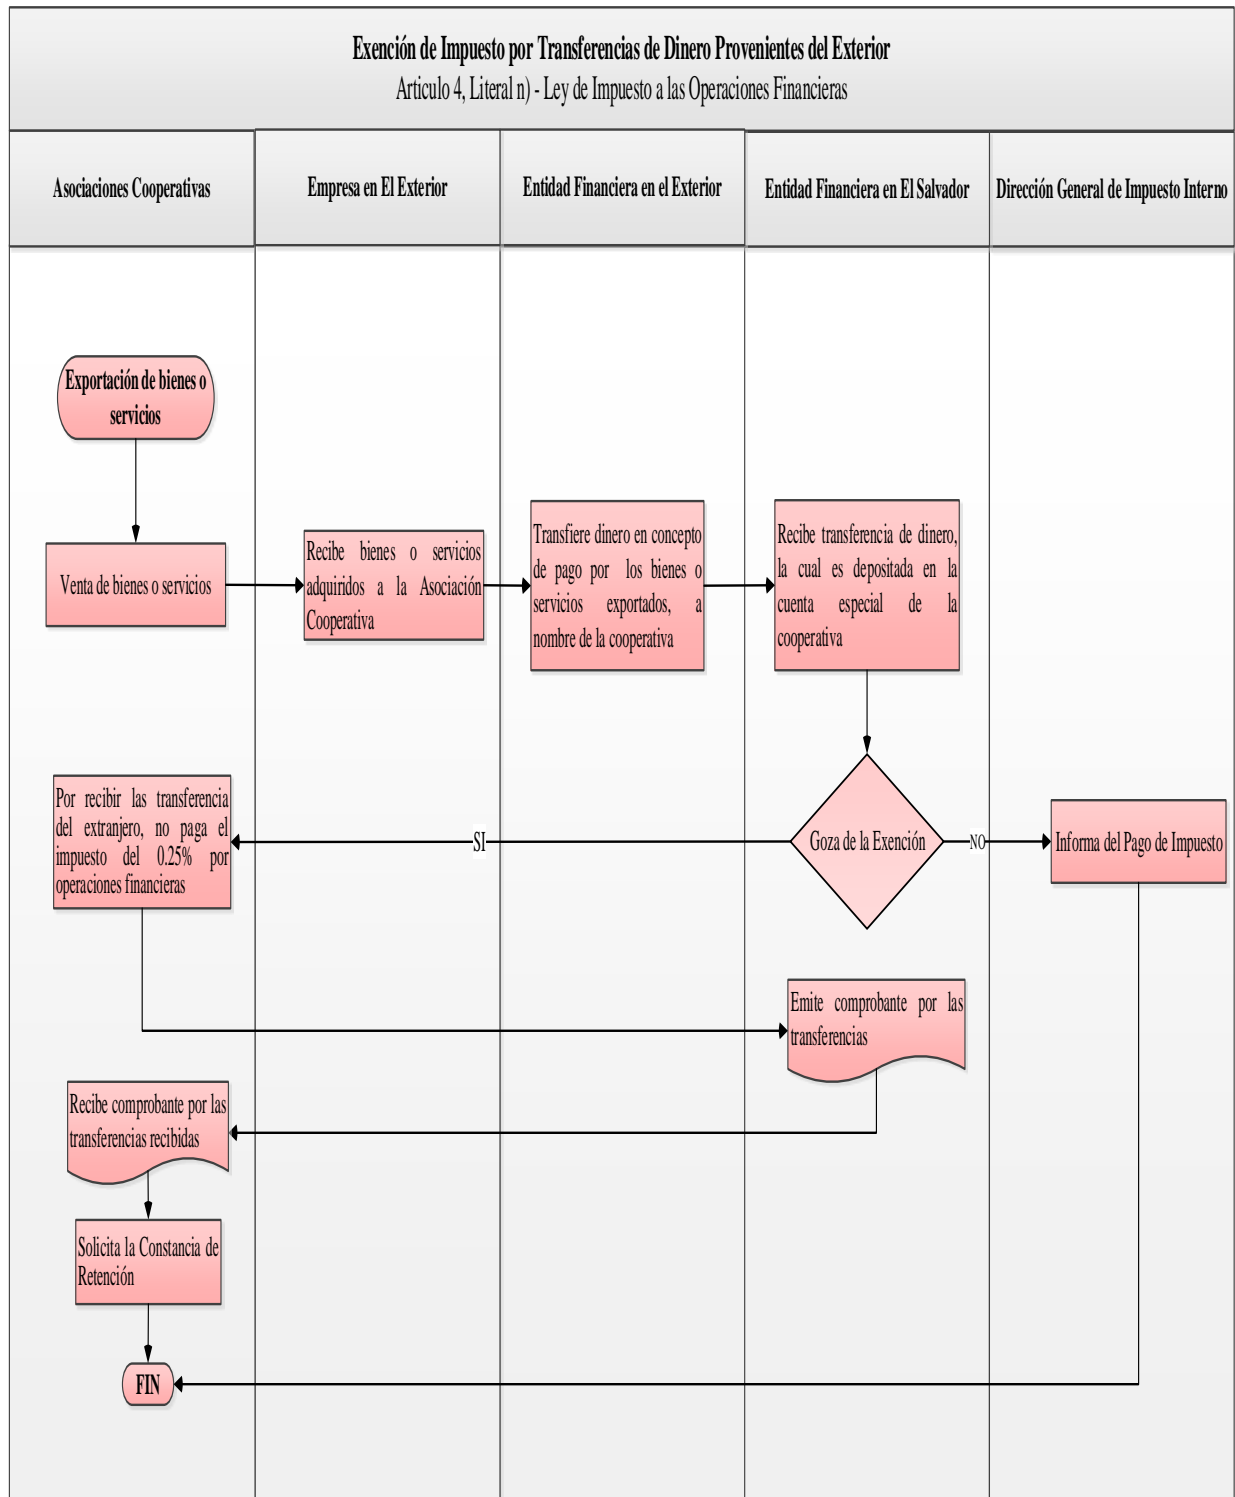 Exención de Impuesto por Transferencias de Dinero Provenientes del Exterior
Articulo 4, Literal n) - Ley de Impuesto a las Operaciones Financieras
Asociaciones Cooperativas
Empresa en El Exterior
Entidad Financiera en el Exterior
Entidad Financiera en El Salvador
Dirección General de Impuesto Interno
Exportación de bienes o
servicios
Venta de bienes o servicios
Recibe bienes o servicios
adquiridos a la Asociación
Cooperativa
Transfiere dinero en concepto
de pago por los bienes o
servicios exportados, a
nombre de la cooperativa
Recibe transferencia de dinero,
la cual es depositada en la
cuenta especial de la
cooperativa
Por recibir las transferencia
del extranjero, no paga el
impuesto del 0.25% por
operaciones financieras
SI
Goza de la Exención
NO
Informa del Pago de Impuesto
Emite comprobante por las
transferencias
Recibe comprobante por las
transferencias recibidas
Solicita la Constancia de
Retención
FIN